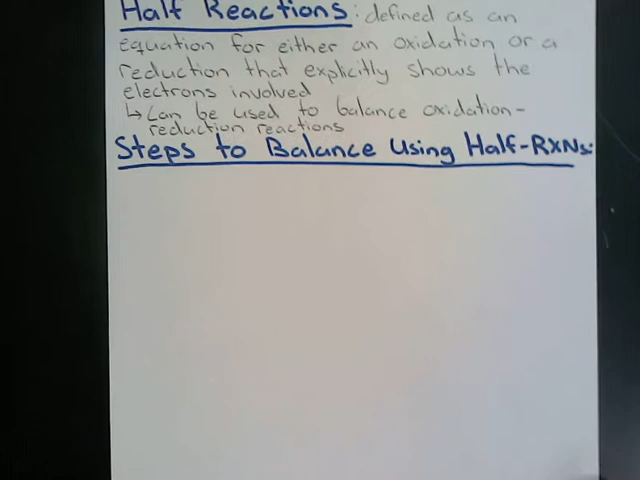 Half Reactions: defined as an
equation for either an oxidation or a
reduction that explicitly shows the
electrons involved
↳ Can be used to balance oxidation-
reduction reactions
Steps to Balance Using Half-RXNs: